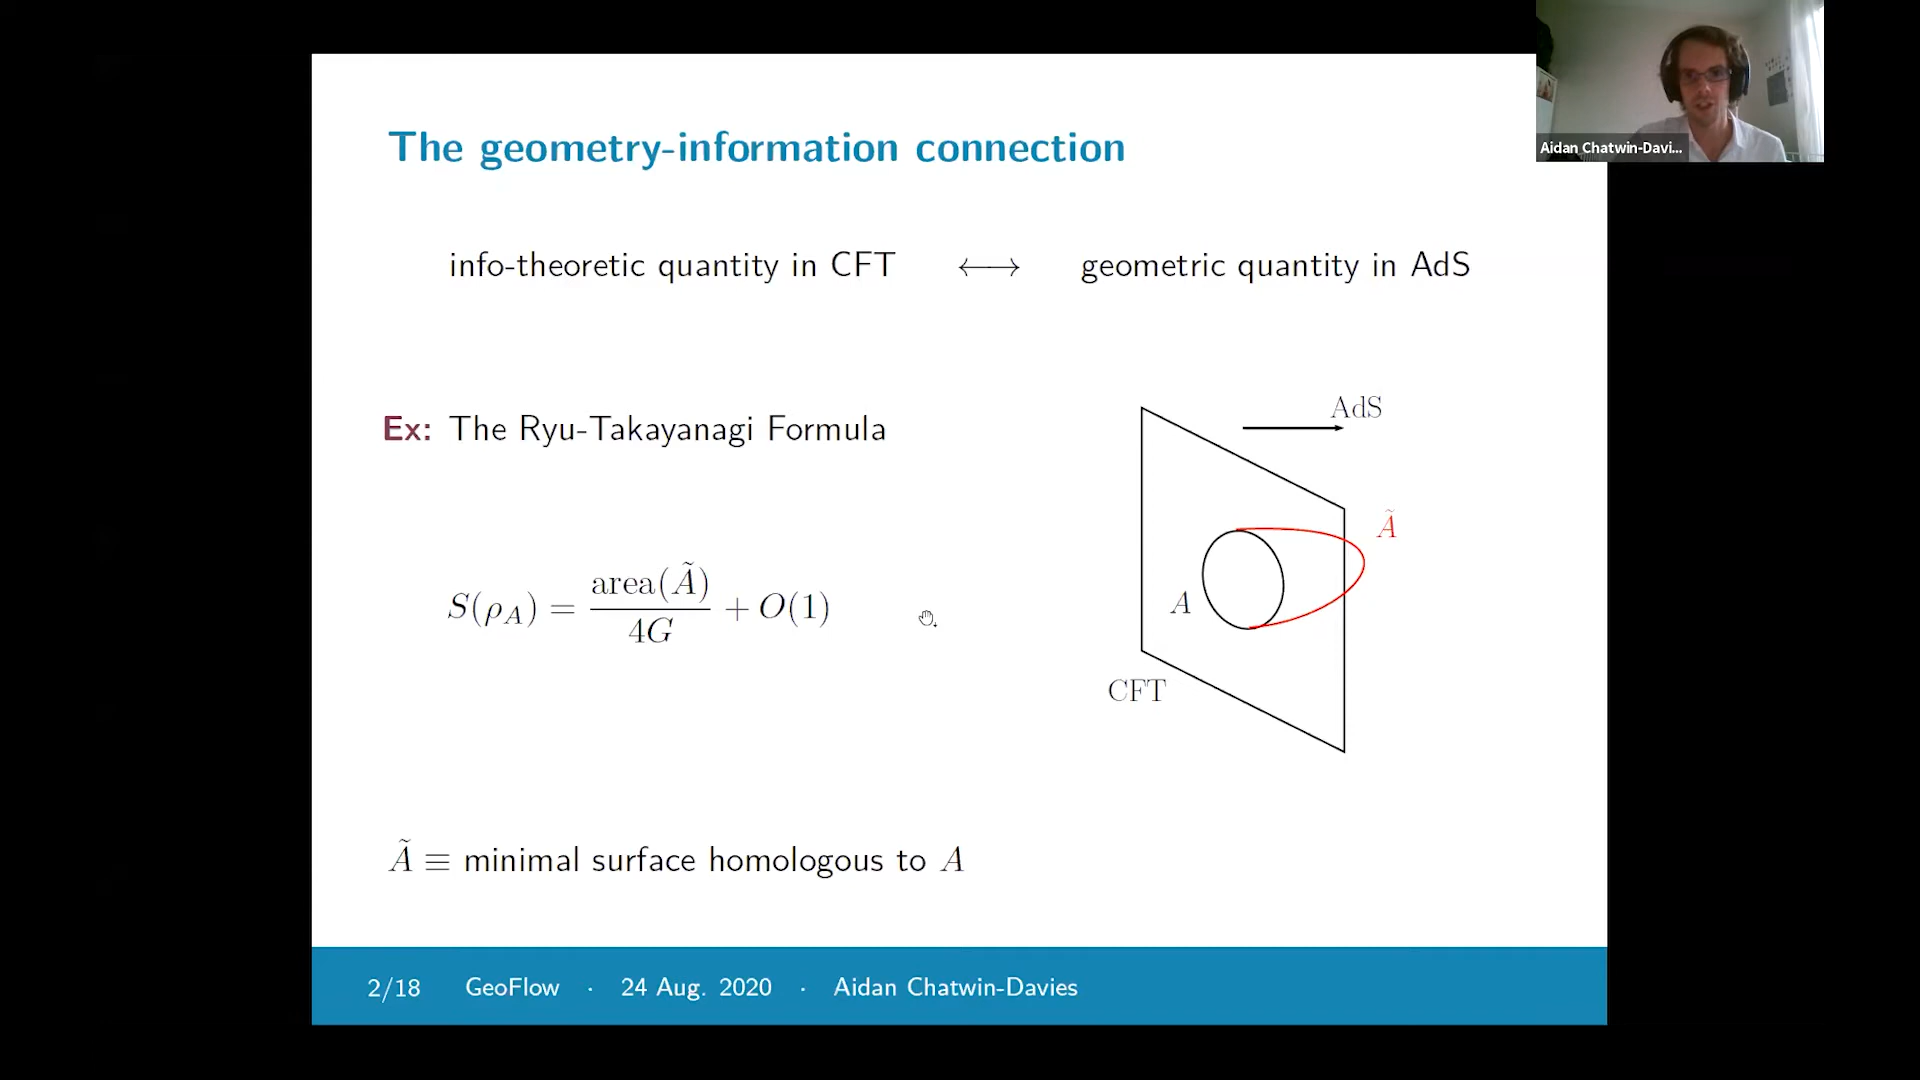 Aidan Chatwin-Davi...
The geometry-information connection
info-theoretic quantity in CFT ⟷ geometric quantity in AdS
Ex: The Ryu-Takayanagi Formula
AdS
Ã
S(ρ_A) = area(Ã)/4G + O(1)
A
CFT
Ã ≡ minimal surface homologous to A
2/18 GeoFlow · 24 Aug. 2020 · Aidan Chatwin-Davies